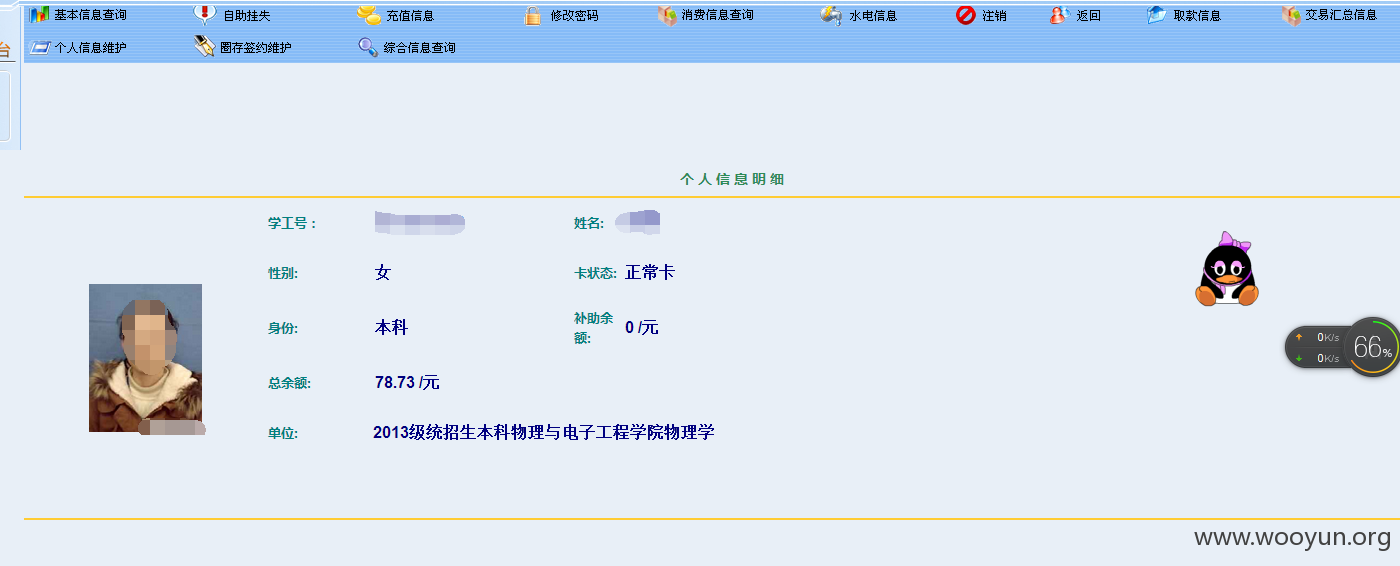 基本信息查询 自助挂失 充值信息 修改密码 消费信息查询 水电信息 注销 返回 取款信息 交易汇总信息
台 个人信息维护 圈存签约维护 综合信息查询
个人信息明细
学工号： 姓名:
性别: 女 卡状态: 正常卡
身份: 本科 补助余额: 0 /元
总余额: 78.73 /元
单位: 2013级统招生本科物理与电子工程学院物理学
0K/s
0K/s
66%
www.wooyun.org